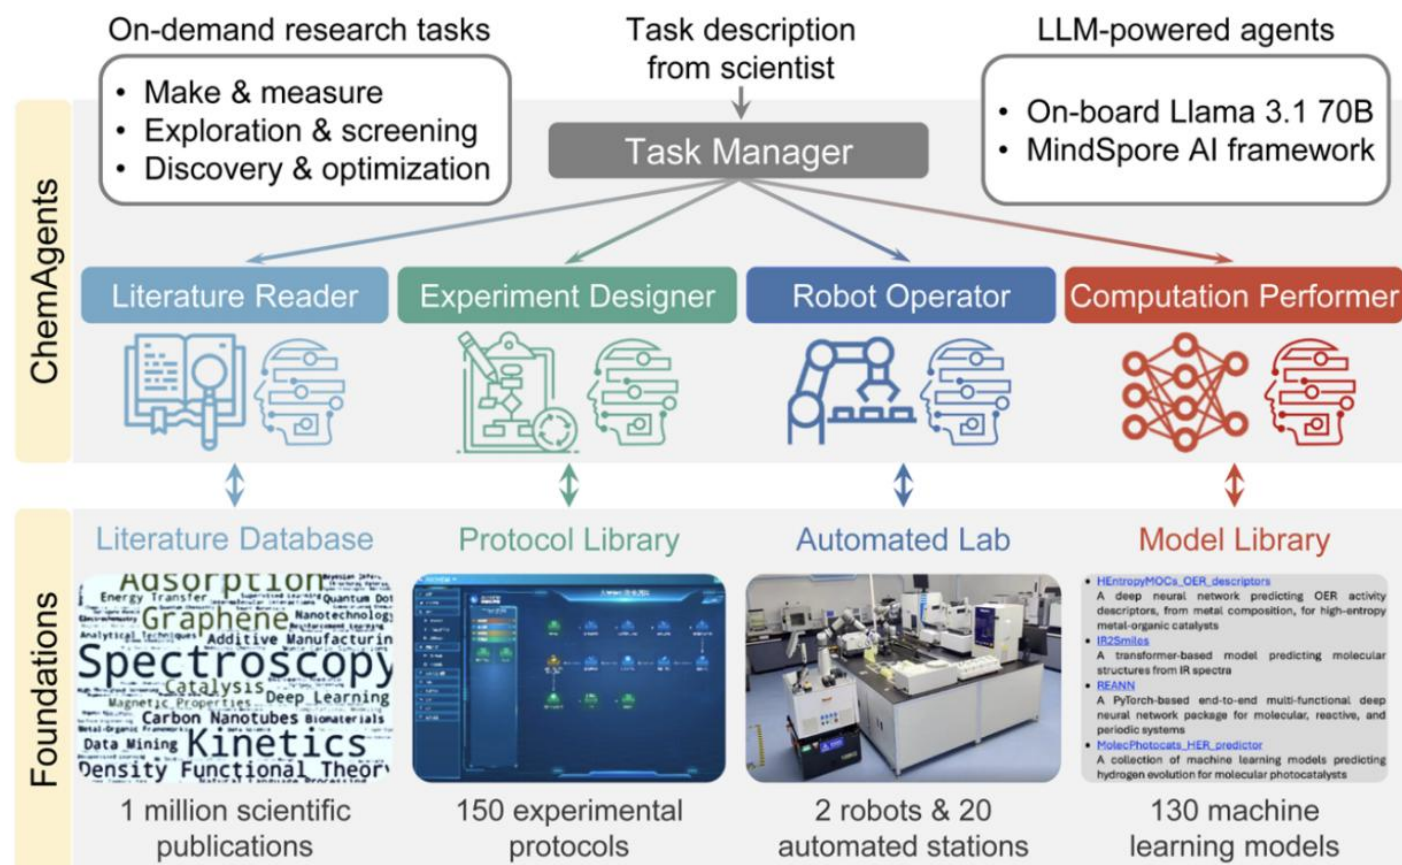 On-demand research tasks
• Make & measure
• Exploration & screening
• Discovery & optimization
Task description
from scientist
LLM-powered agents
• On-board Llama 3.1 70B
• MindSpore AI framework
Task Manager
ChemAgents
Literature Reader
Experiment Designer
Robot Operator
Computation Performer
Foundations
Literature Database
Adsorption
Energy Transfer
Quantum Dot
Graphene
Nanotechnology
Analytical Techniques
Additive Manufacturin
Spectroscopy
Catalysis
Deep Learning
Magnetic Properties
Carbon Nanotubes
Biomaterials
Data Mining
Kinetics
Density Functional Theor
1 million scientific
publications
Protocol Library
150 experimental
protocols
Automated Lab
2 robots & 20
automated stations
Model Library
• HEntropyMOCs_OER_descriptors
A deep neural network predicting OER activity
descriptors, from metal composition, for high-entropy
metal-organic catalysts
• IR2Smiles
A transformer-based model predicting molecular
structures from IR spectra
• REANN
A PyTorch-based end-to-end multi-functional deep
neural network package for molecular, reactive, and
periodic systems
• MolecPhotocats_HER_predictor
A collection of machine learning models predicting
hydrogen evolution for molecular photocatalysts
130 machine
learning models